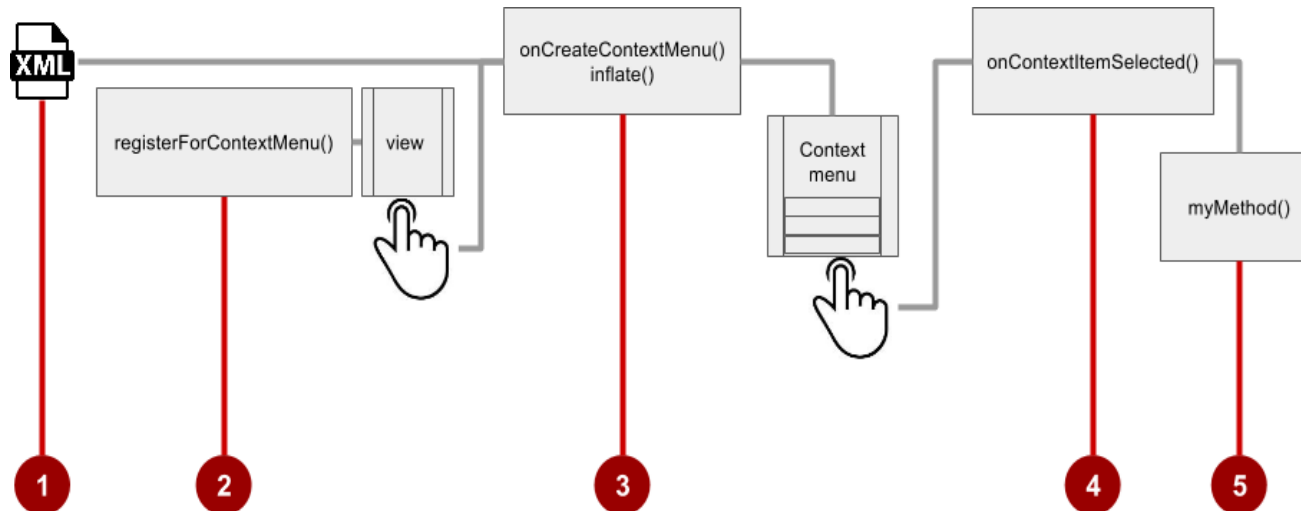 XML
onCreateContextMenu()
inflate()
onContextItemSelected()
registerForContextMenu()
view
Context
menu
myMethod()
1
2
3
4
5